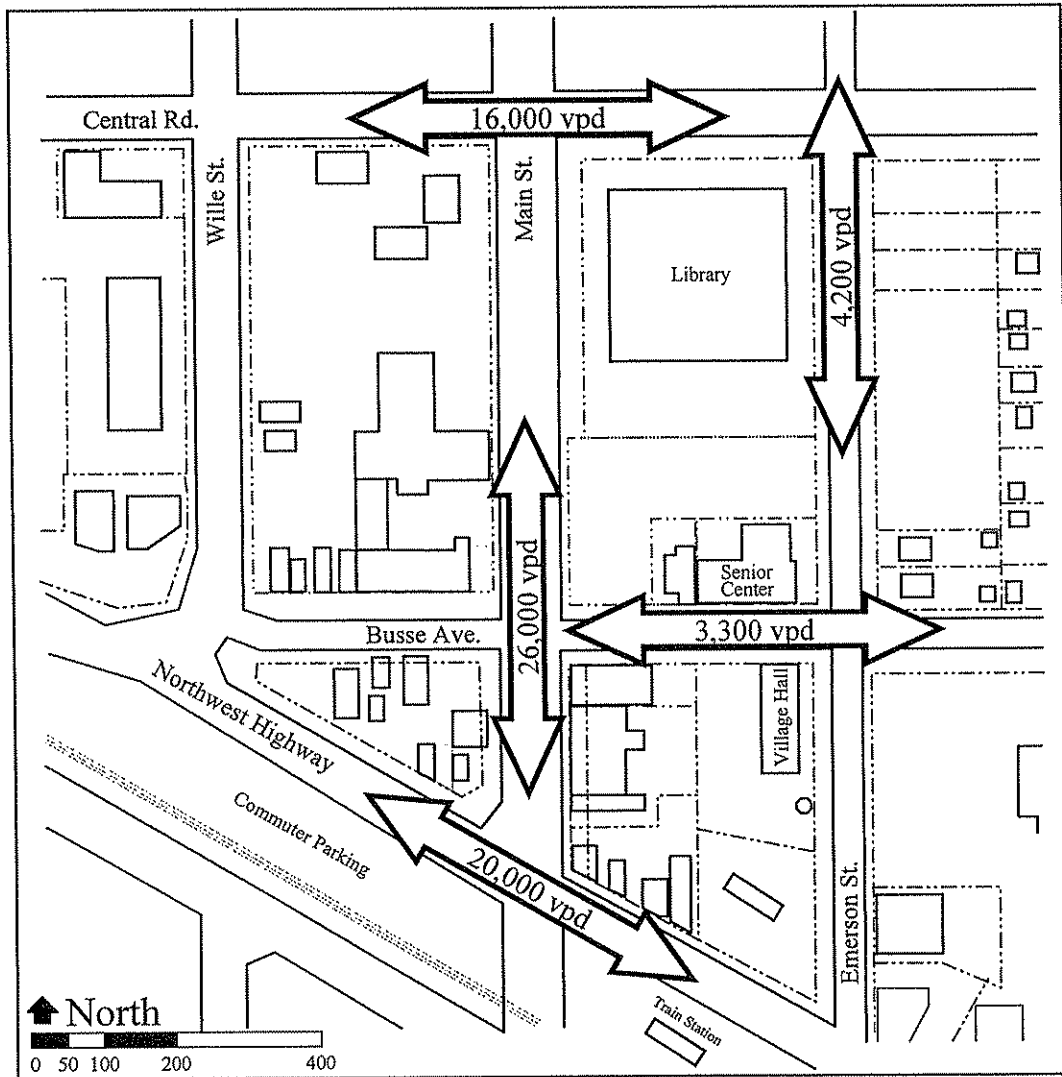 Central Rd.
16,000 vpd
Wille St.
Main St.
Library
4,200 vpd
Senior
Center
Busse Ave.
26,000 vpd
3,300 vpd
Northwest Highway
Village Hall
Commuter Parking
20,000 vpd
Emerson St.
North
Train Station
0 50 100 200 400